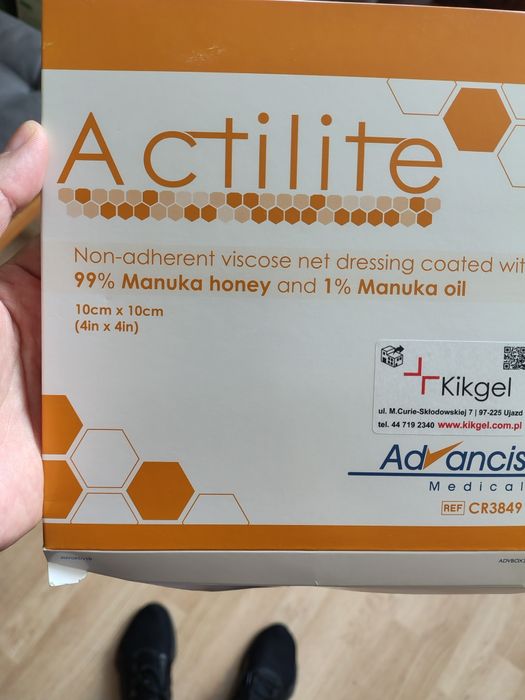 Actilite
Non-adherent viscose net dressing coated wit
99% Manuka honey and 1% Manuka oil
10cm x 10cm
(4in x 4in)
Kikgel
ul. M.Curie-Skłodowskiej 7 | 97-225 Ujazd
tel. 44 719 2340 www.kikgel.com.pl
Advancis
Medical
REF CR3849